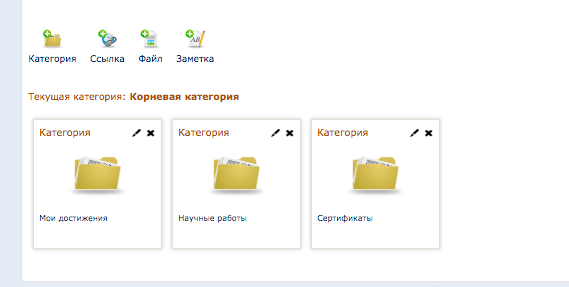 Категория Ссылка Файл Заметка
Текущая категория: Корневая категория
Категория Категория Категория
Мои достижения Научные работы Сертификаты